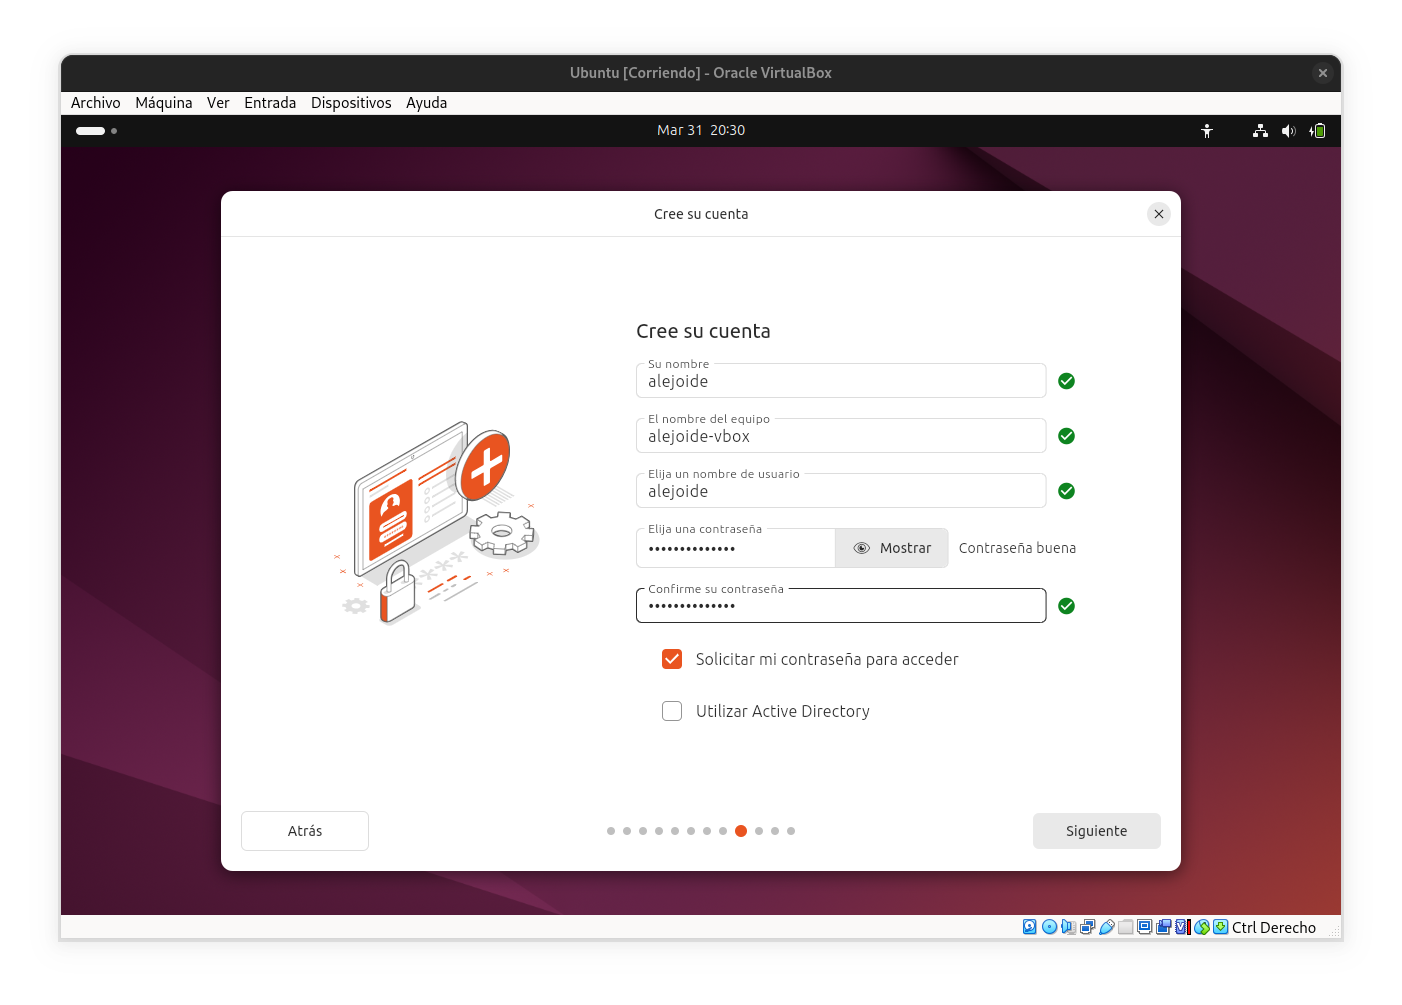 Ubuntu [Corriendo] - Oracle VirtualBox
Archivo Máquina Ver Entrada Dispositivos Ayuda
Mar 31 20:30
Cree su cuenta
Cree su cuenta
Su nombre
alejoide
El nombre del equipo
alejoide-vbox
Elija un nombre de usuario
alejoide
Elija una contraseña
•••••••••••••• Mostrar Contraseña buena
Confirme su contraseña
••••••••••••••
Solicitar mi contraseña para acceder
Utilizar Active Directory
Atrás Siguiente
Ctrl Derecho